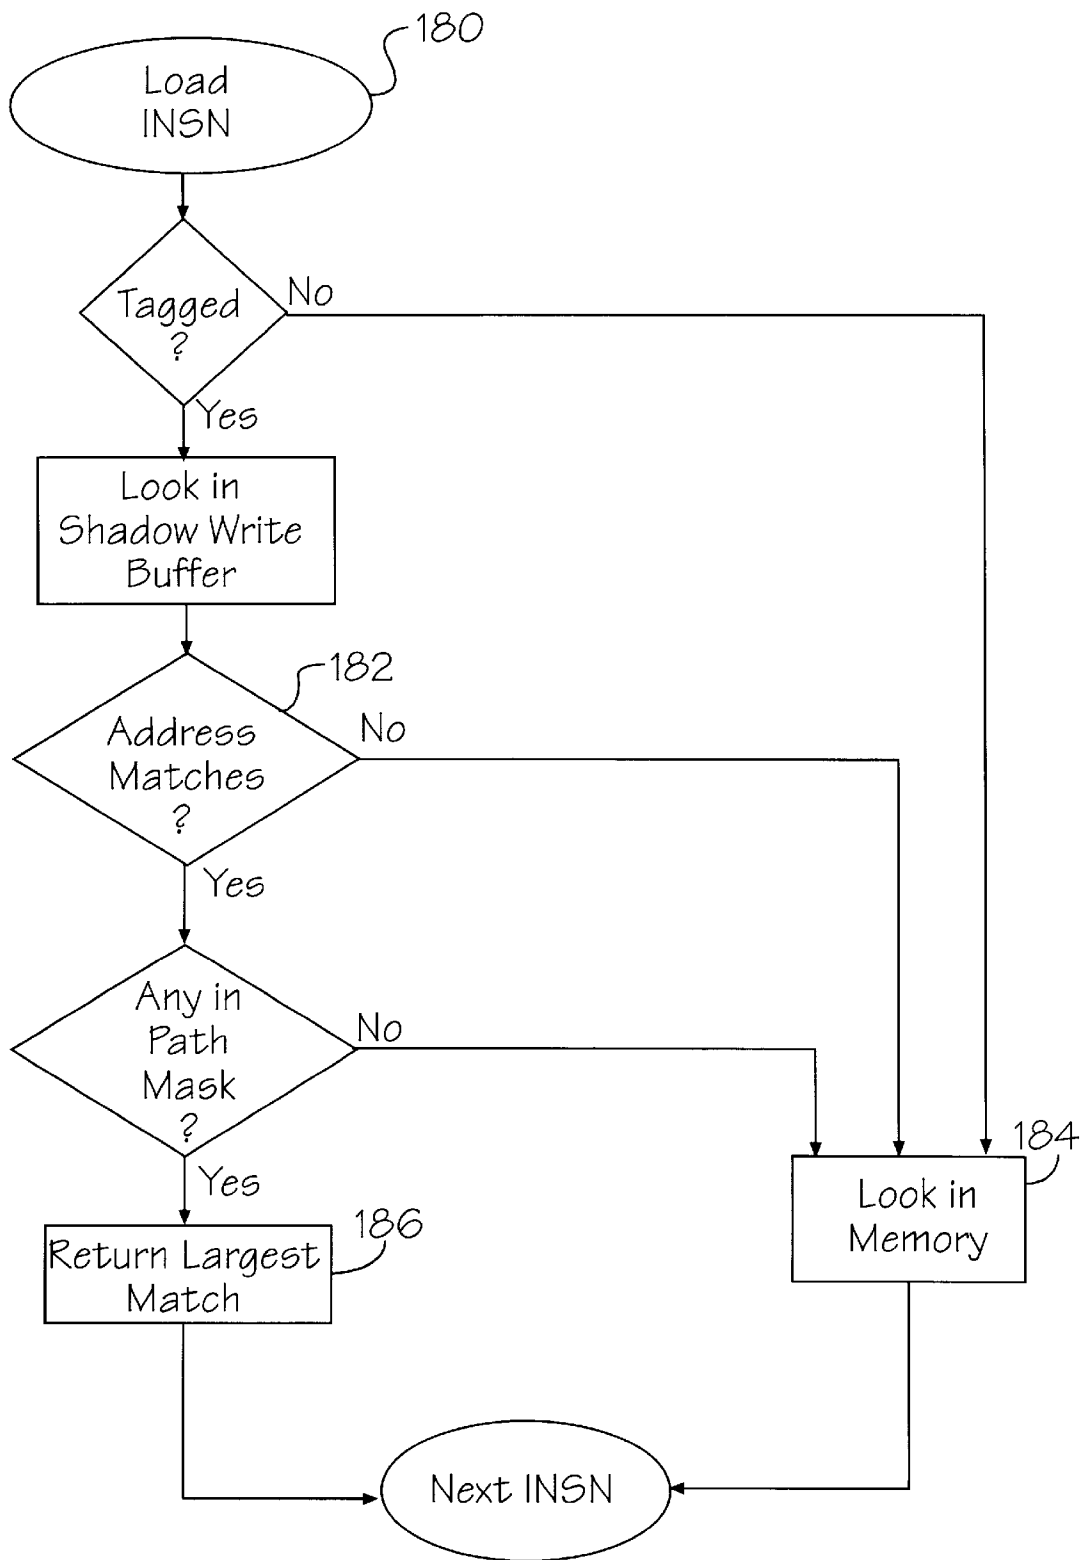 180
Load
INSN
Tagged
?
No
Yes
Look in
Shadow Write
Buffer
182
Address
Matches
?
No
Yes
Any in
Path
Mask
?
No
Yes
184
Look in
Memory
186
Return Largest
Match
Next INSN